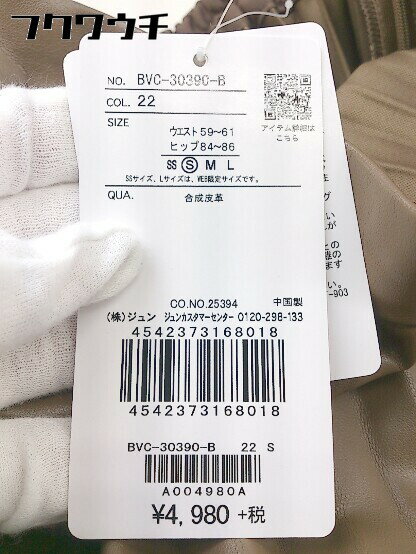 フクウウチ
NO. BVC-30390-B
COL. 22
SIZE
ウエスト59~61
ヒップ84~86
SS S M L
SSサイズ、Lサイズは、WEB限定サイズです。
アイテム詳細は
こちら
QUA.
合成皮革
CO.NO.25394 中国製
(株)ジュン ジュンカスタマーセンター 0120-298-133
4542373168018
4542373168018
BVC-30390-B 22 S
A004980A
¥4,980 +税
-903